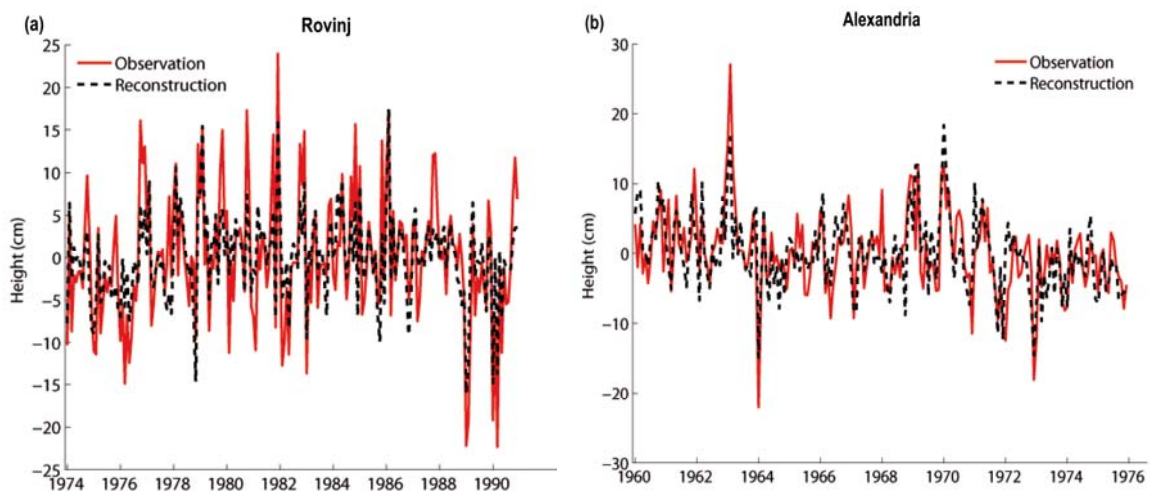 (a)
Rovinj
25
20
15
10
5
0
−5
−10
−15
−20
−25
Height (cm)
Observation
Reconstruction
1974 1976 1978 1980 1982 1984 1986 1988 1990
(b)
Alexandria
30
20
10
0
−10
−20
−30
Height (cm)
Observation
Reconstruction
1960 1962 1964 1966 1968 1970 1972 1974 1976